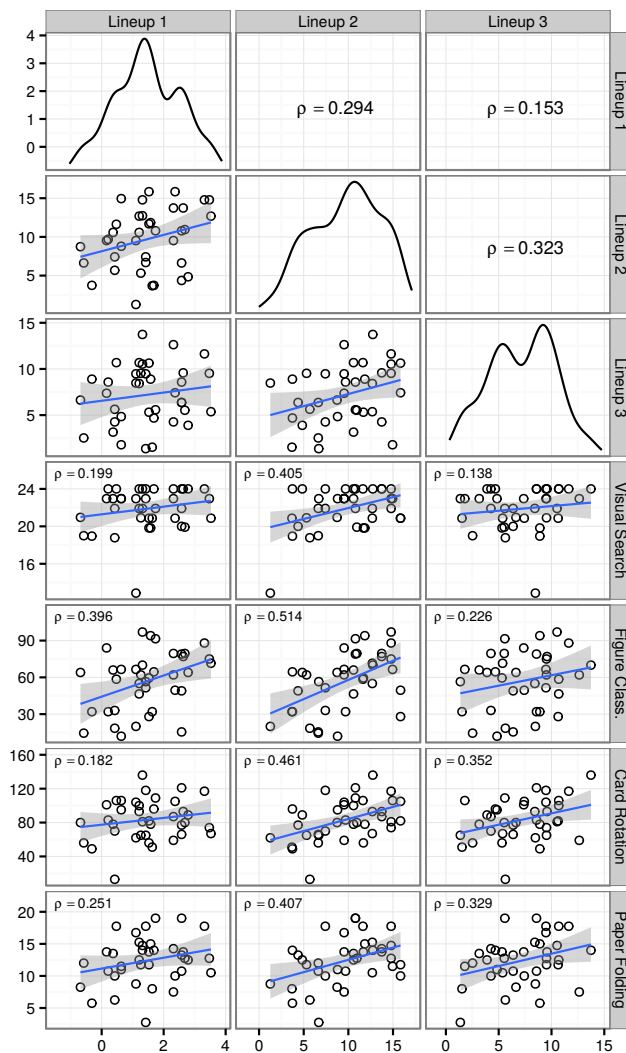 Lineup 1
Lineup 2
Lineup 3
4
3
2
1
0
ρ = 0.294
ρ = 0.153
Lineup 1
15
10
5
ρ = 0.323
Lineup 2
15
10
5
Lineup 3
24
20
16
ρ = 0.199
ρ = 0.405
ρ = 0.138
Visual Search
90
60
30
ρ = 0.396
ρ = 0.514
ρ = 0.226
Figure Class.
160
120
80
40
ρ = 0.182
ρ = 0.461
ρ = 0.352
Card Rotation
20
15
10
5
ρ = 0.251
ρ = 0.407
ρ = 0.329
Paper Folding
0 2 4
0 5 10 15
0 5 10 15